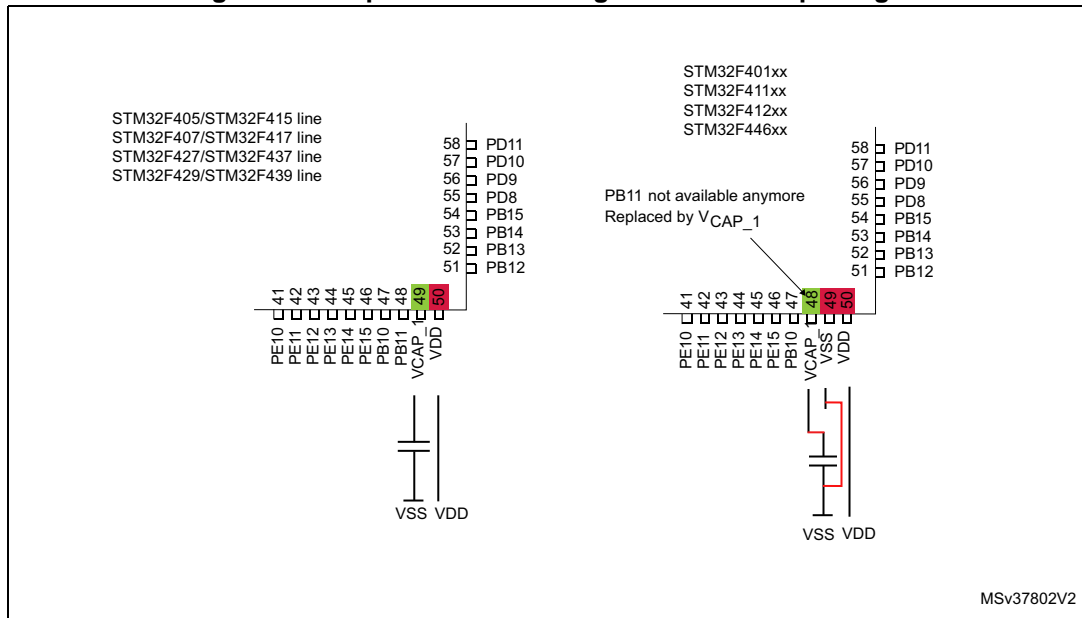 STM32F405/STM32F415 line
STM32F407/STM32F417 line
STM32F427/STM32F437 line
STM32F429/STM32F439 line
58 PD11
57 PD10
56 PD9
55 PD8
54 PB15
53 PB14
52 PB13
51 PB12
41 42 43 44 45 46 47 48 49 50
PE10 PE11 PE12 PE13 PE14 PE15 PB10 PB11 VCAP_1 VDD
VSS VDD
STM32F401xx
STM32F411xx
STM32F412xx
STM32F446xx
PB11 not available anymore
Replaced by VCAP_1
58 PD11
57 PD10
56 PD9
55 PD8
54 PB15
53 PB14
52 PB13
51 PB12
41 42 43 44 45 46 47 48 49 50
PE10 PE11 PE12 PE13 PE14 PE15 PB10 VCAP_1 VSS VDD
VSS VDD
MSv37802V2